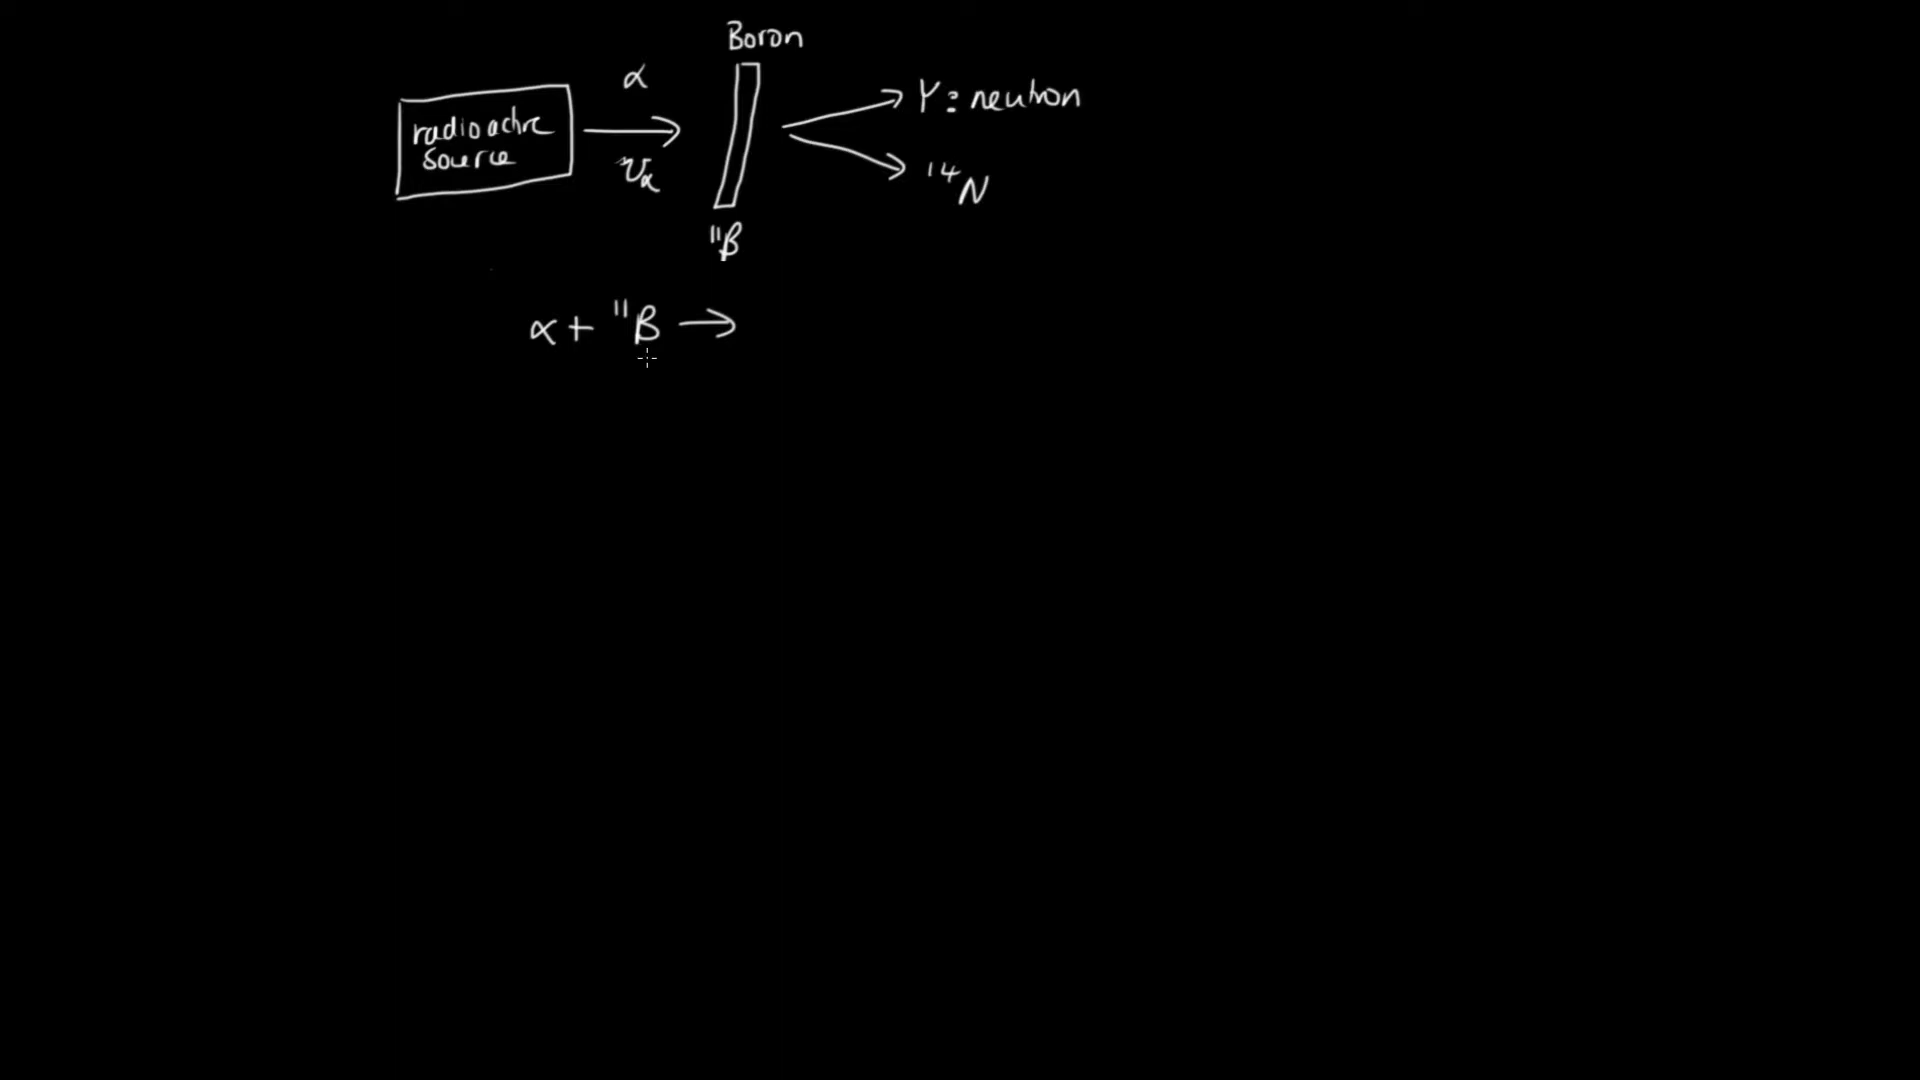 Boron
α
radioactive
source
v_α
Y: neutron
¹⁴N
¹¹B
α + ¹¹B →